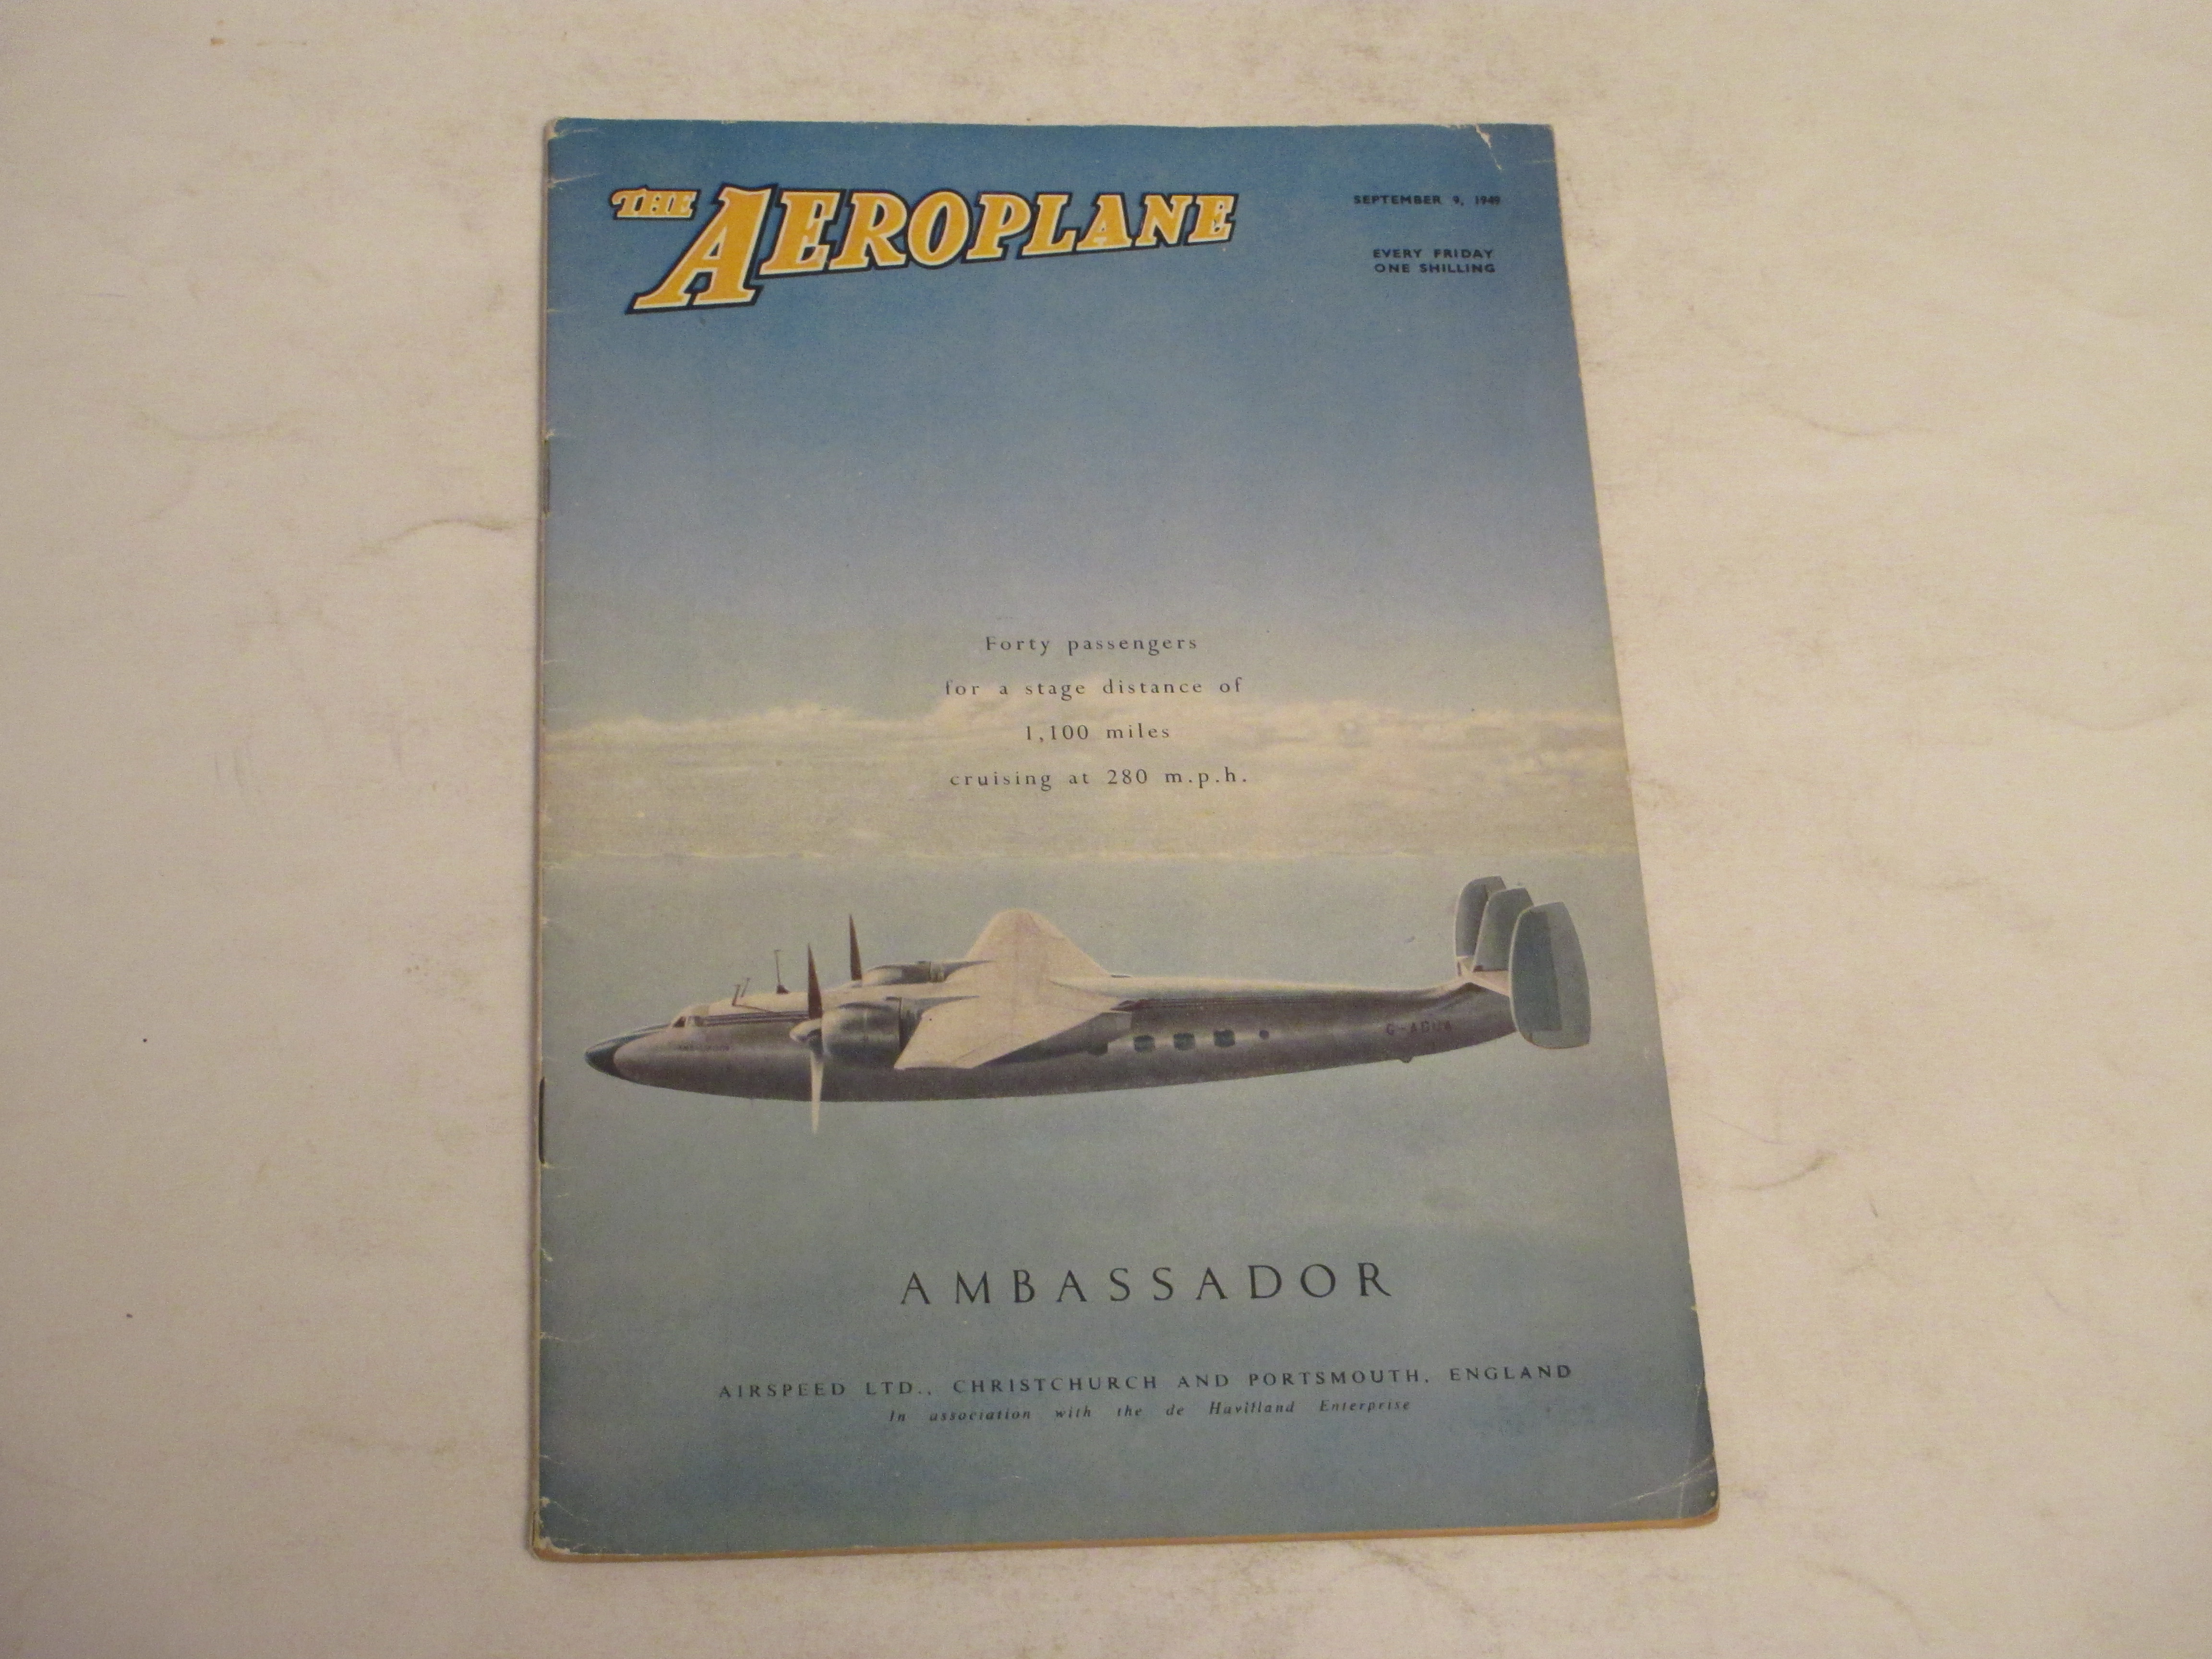 THE AEROPLANE
SEPTEMBER 9, 1949
EVERY FRIDAY
ONE SHILLING
Forty passengers
for a stage distance of
1,100 miles
cruising at 280 m.p.h.
AMBASSADOR
AIRSPEED LTD., CHRISTCHURCH AND PORTSMOUTH, ENGLAND
In association with the de Havilland Enterprise